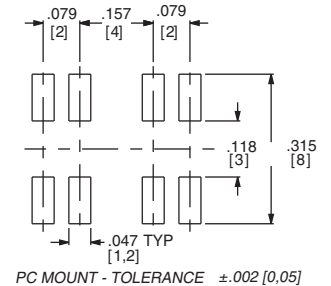 .079 .157 .079
[2] [4] [2]
.118 .315
[3] [8]
.047 TYP
[1,2]
PC MOUNT - TOLERANCE ±.002 [0,05]